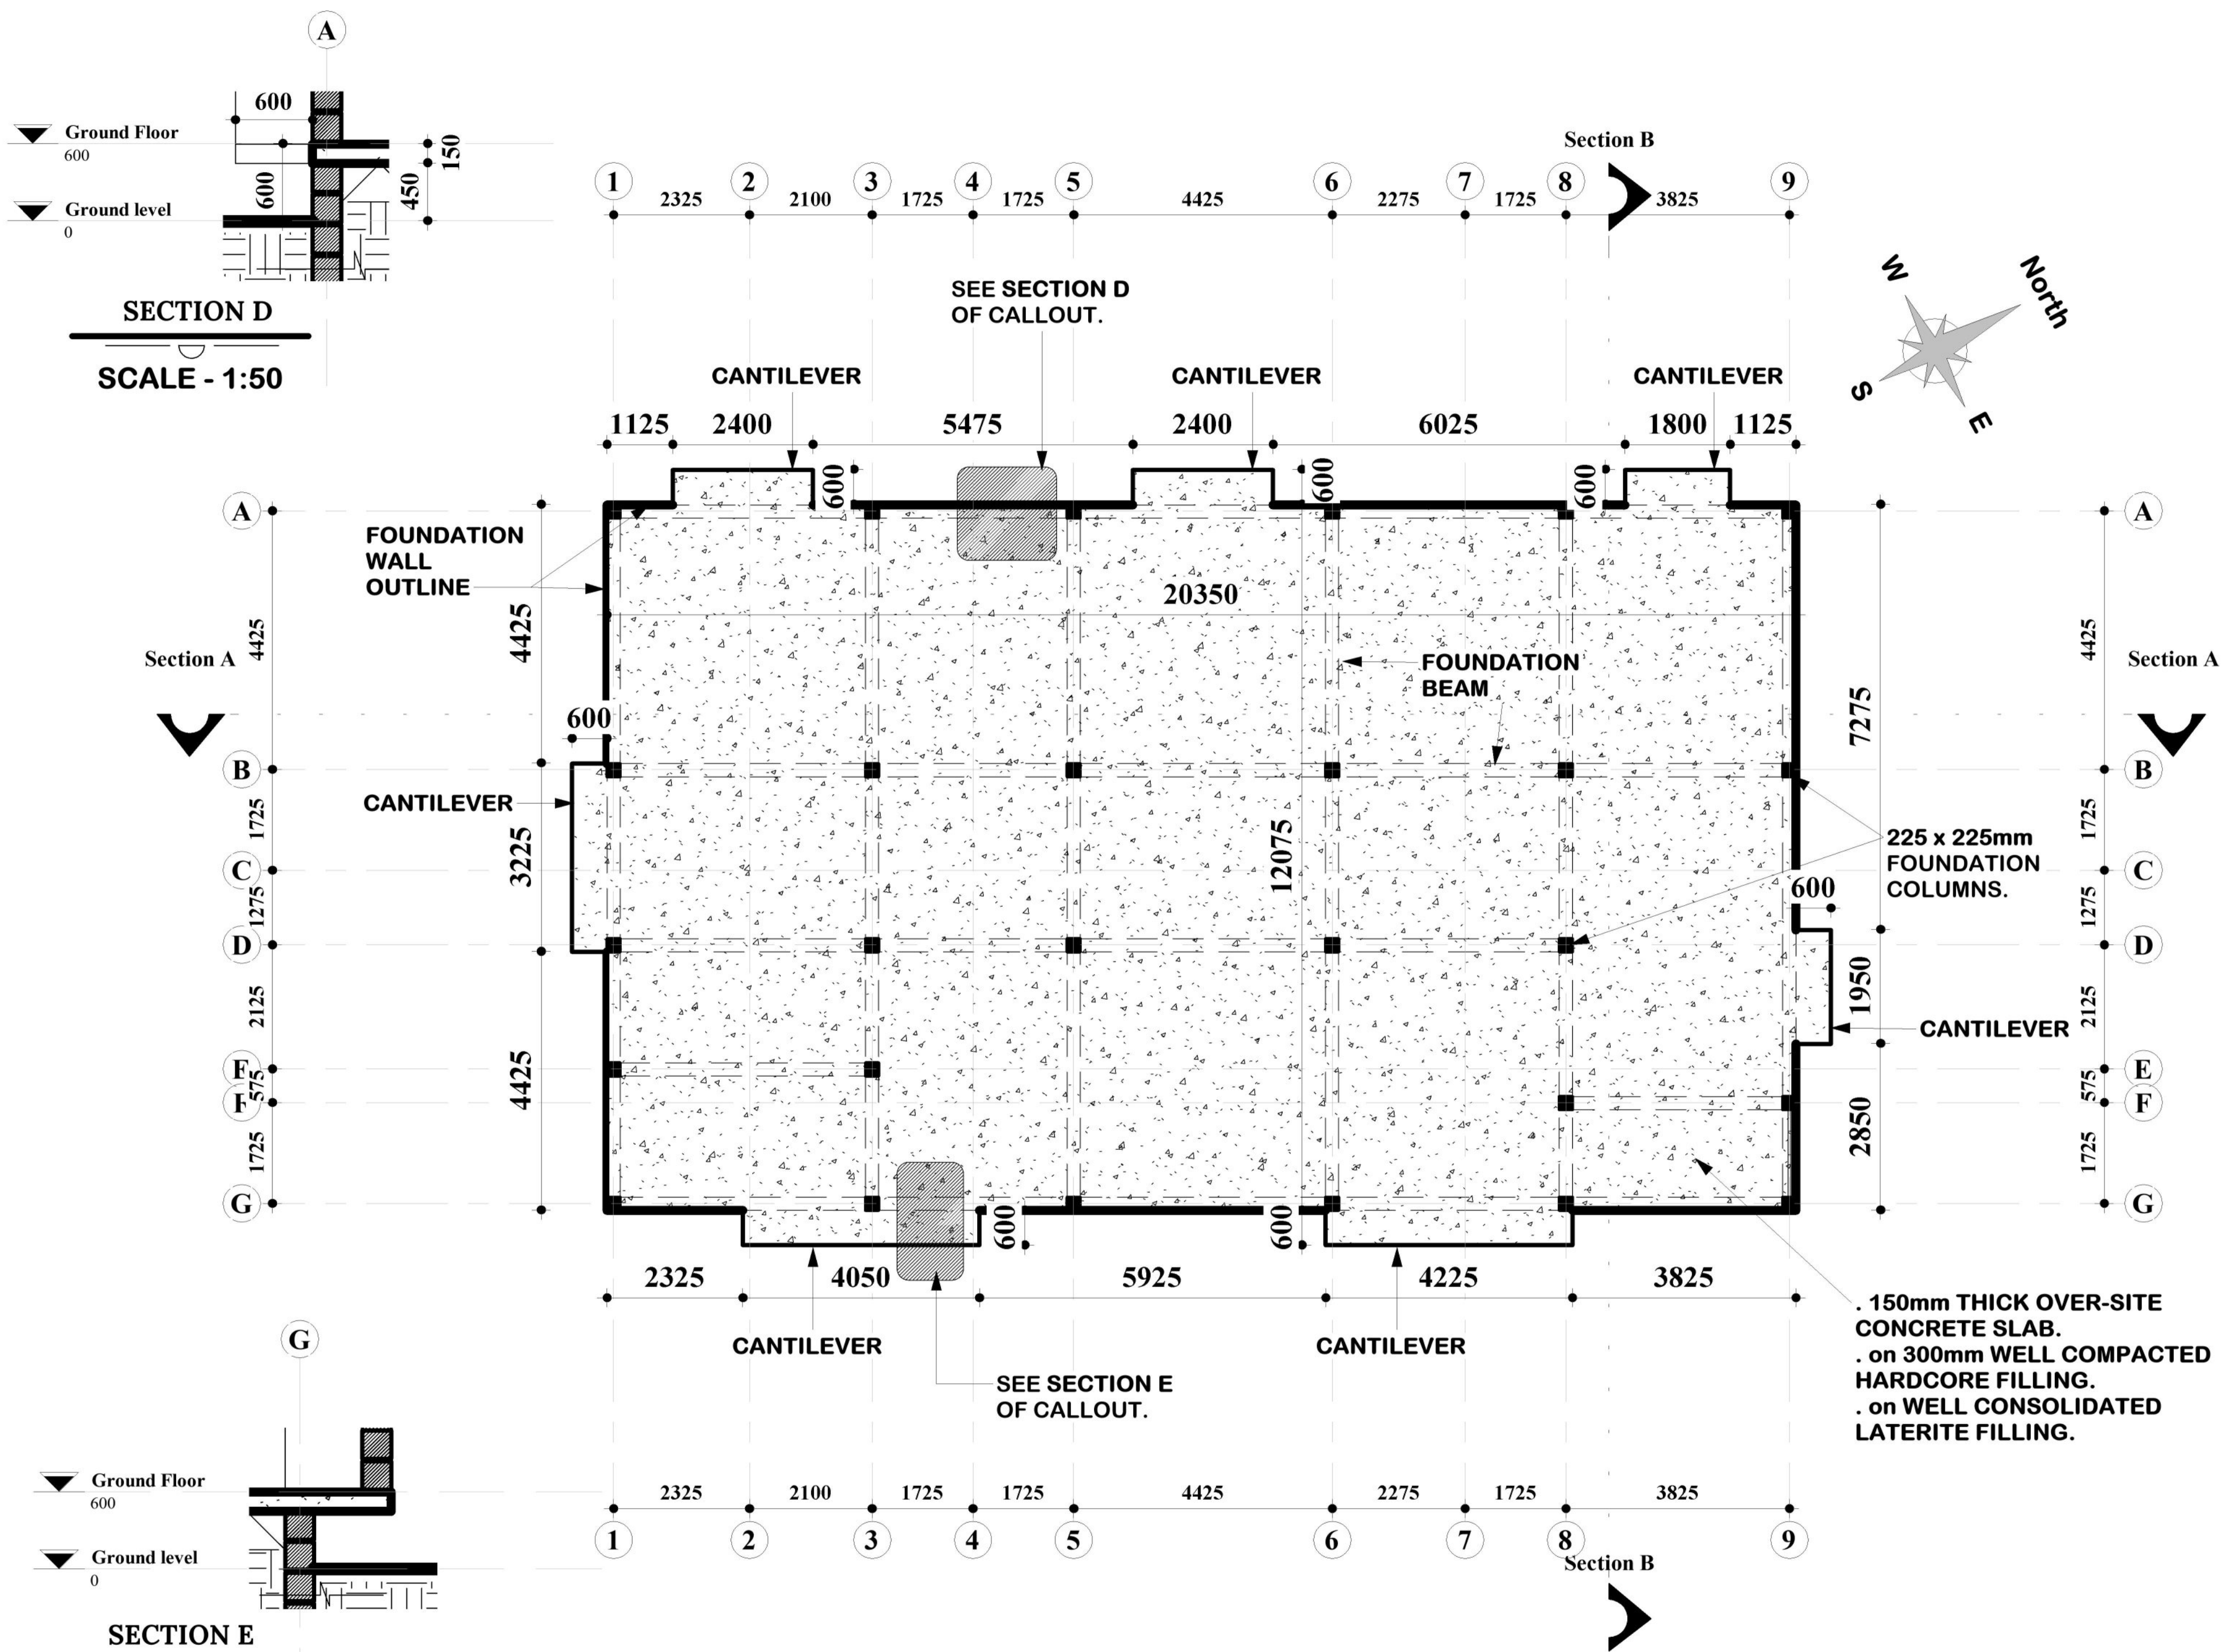 A
600
Ground Floor
600
150
600
450
Ground level
0
SECTION D
SCALE - 1:50
Section B
1 2 3 4 5 6 7 8 9
2325 2100 1725 1725 4425 2275 1725 3825
W North
S E
SEE SECTION D
OF CALLOUT.
CANTILEVER CANTILEVER CANTILEVER
1125 2400 5475 2400 6025 1800 1125
600 600 600
A A
FOUNDATION
WALL
OUTLINE
20350
4425 4425 4425
Section A Section A
FOUNDATION
BEAM
7275
600
B B
CANTILEVER
1725 3225 12075 1725
225 x 225mm
FOUNDATION
COLUMNS.
C C
600
1275 1275
D D
2125 1950 2125
CANTILEVER
E E
575 4425 575
F F
1725 2850 1725
G G
600 600
2325 4050 5925 4225 3825
CANTILEVER CANTILEVER
SEE SECTION E
OF CALLOUT.
. 150mm THICK OVER-SITE
CONCRETE SLAB.
. on 300mm WELL COMPACTED
HARDCORE FILLING.
. on WELL CONSOLIDATED
LATERITE FILLING.
G
Ground Floor
600
Ground level
0
SECTION E
2325 2100 1725 1725 4425 2275 1725 3825
1 2 3 4 5 6 7 8 9
Section B